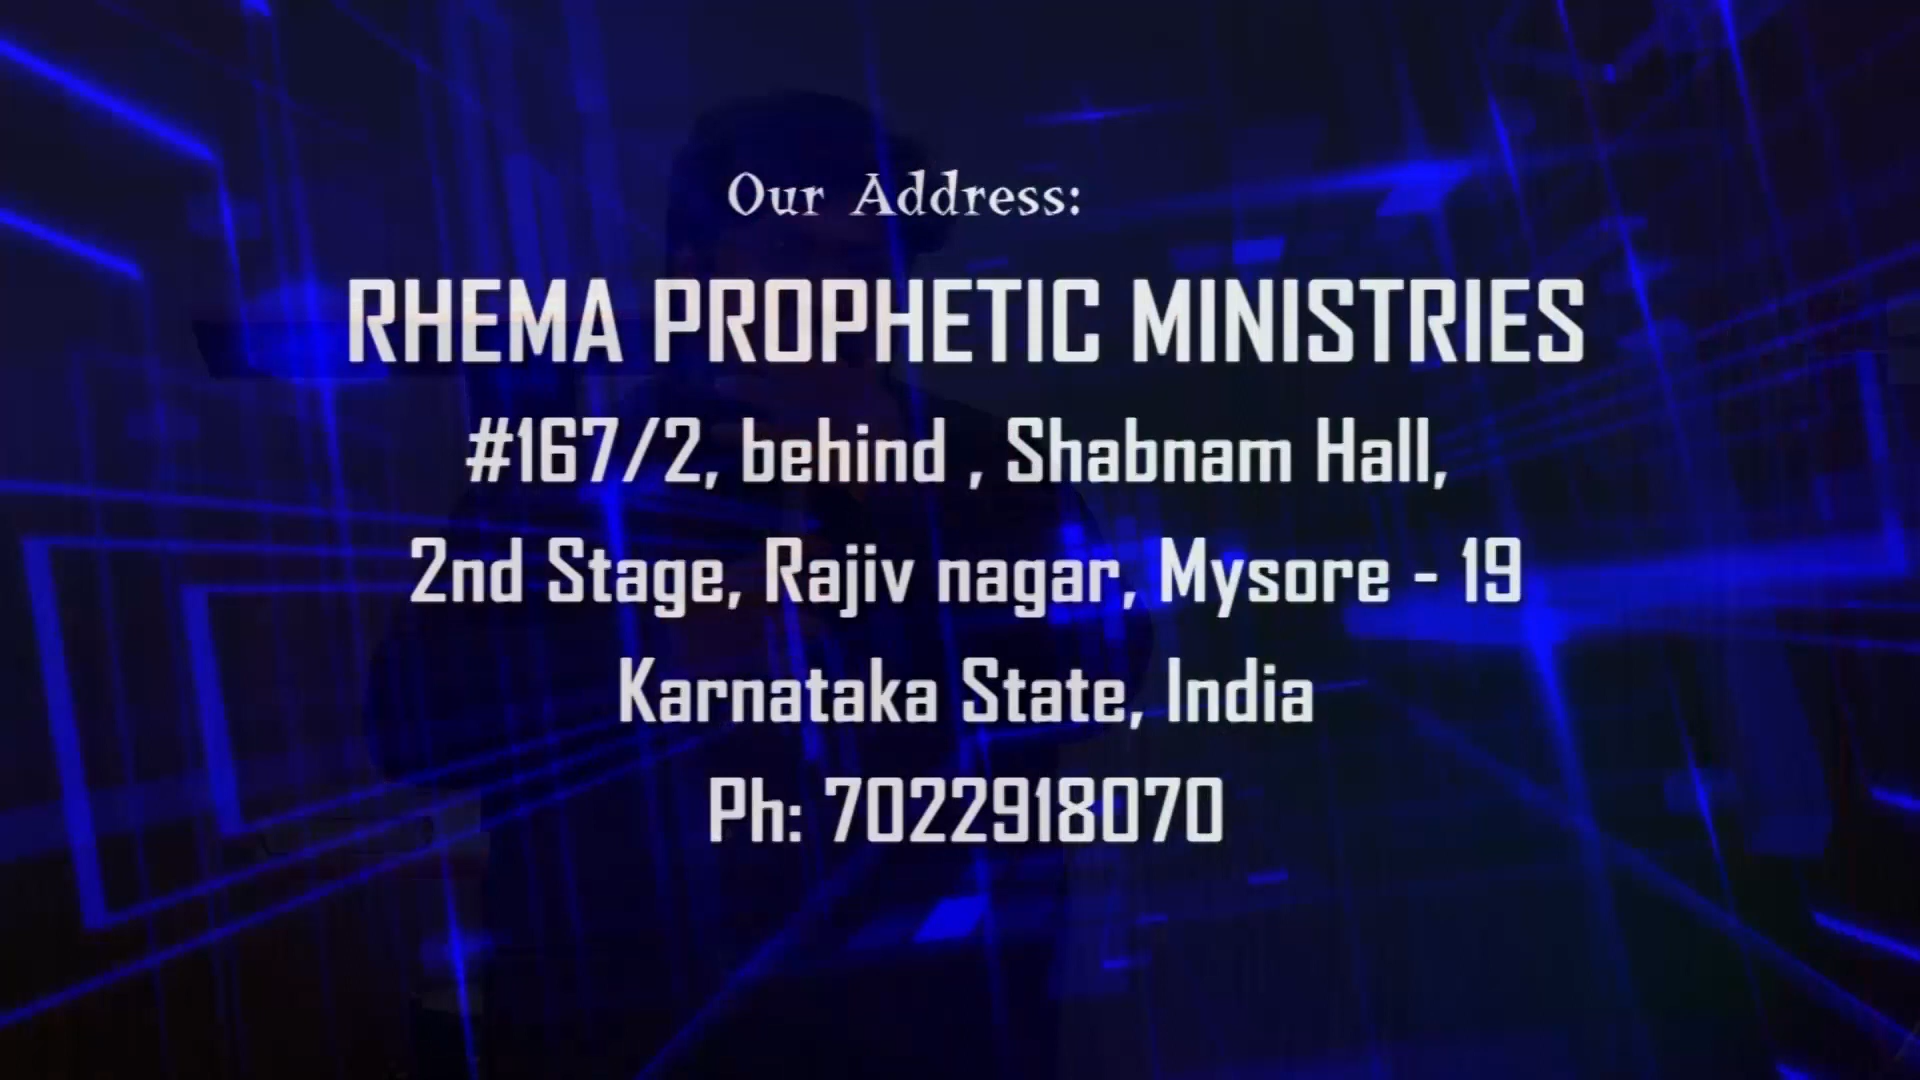 Our Address:
RHEMA PROPHETIC MINISTRIES
#167/2, behind , Shabnam Hall,
2nd Stage, Rajiv nagar, Mysore - 19
Karnataka State, India
Ph: 7022918070